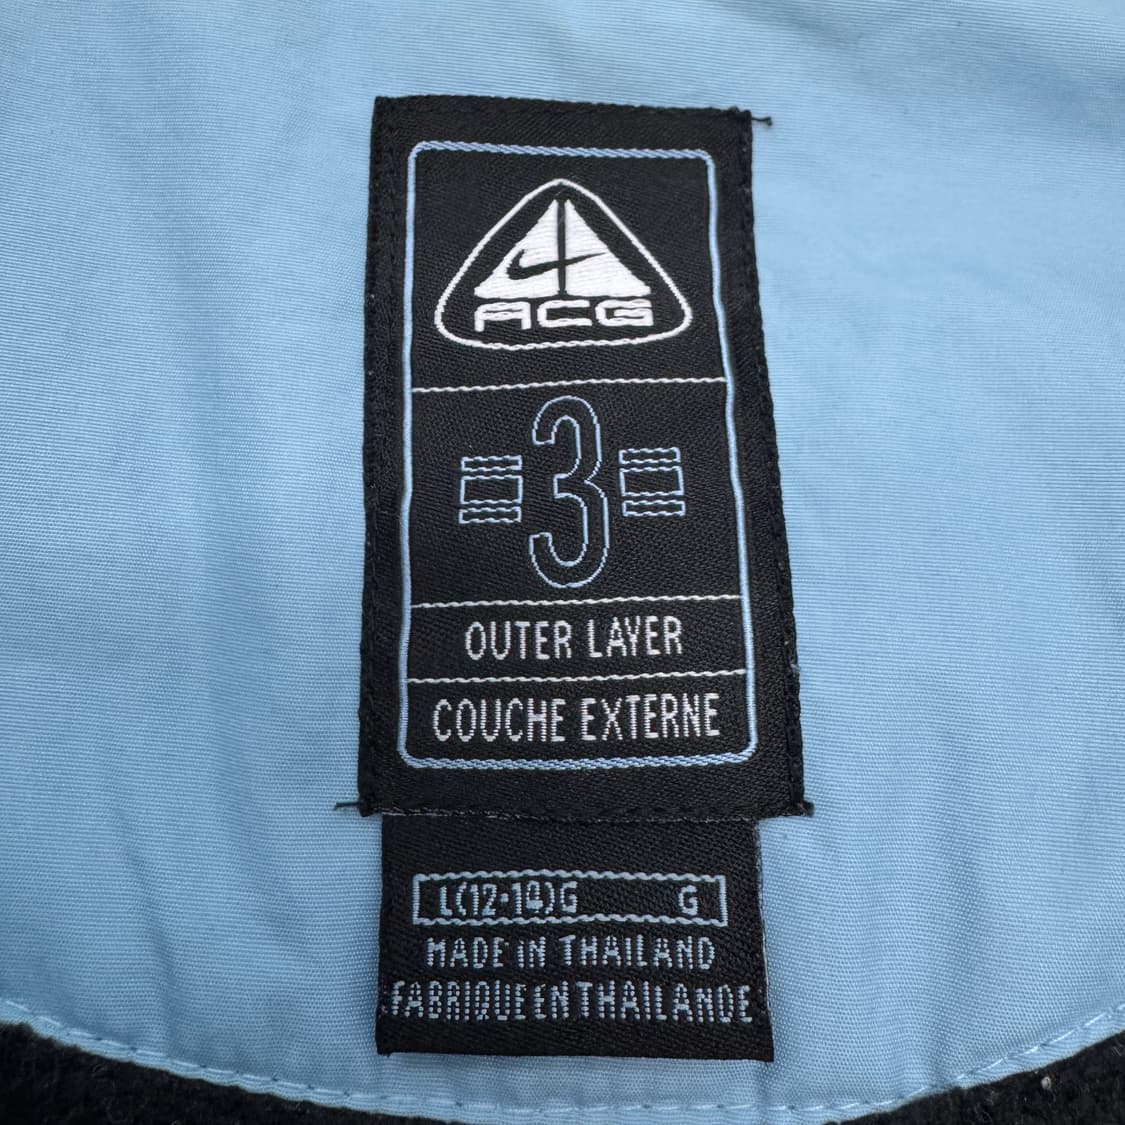 ACG
3
OUTER LAYER
COUCHE EXTERNE
L(12-14)G G
MADE IN THAILAND
FABRIQUE EN THAILANDE